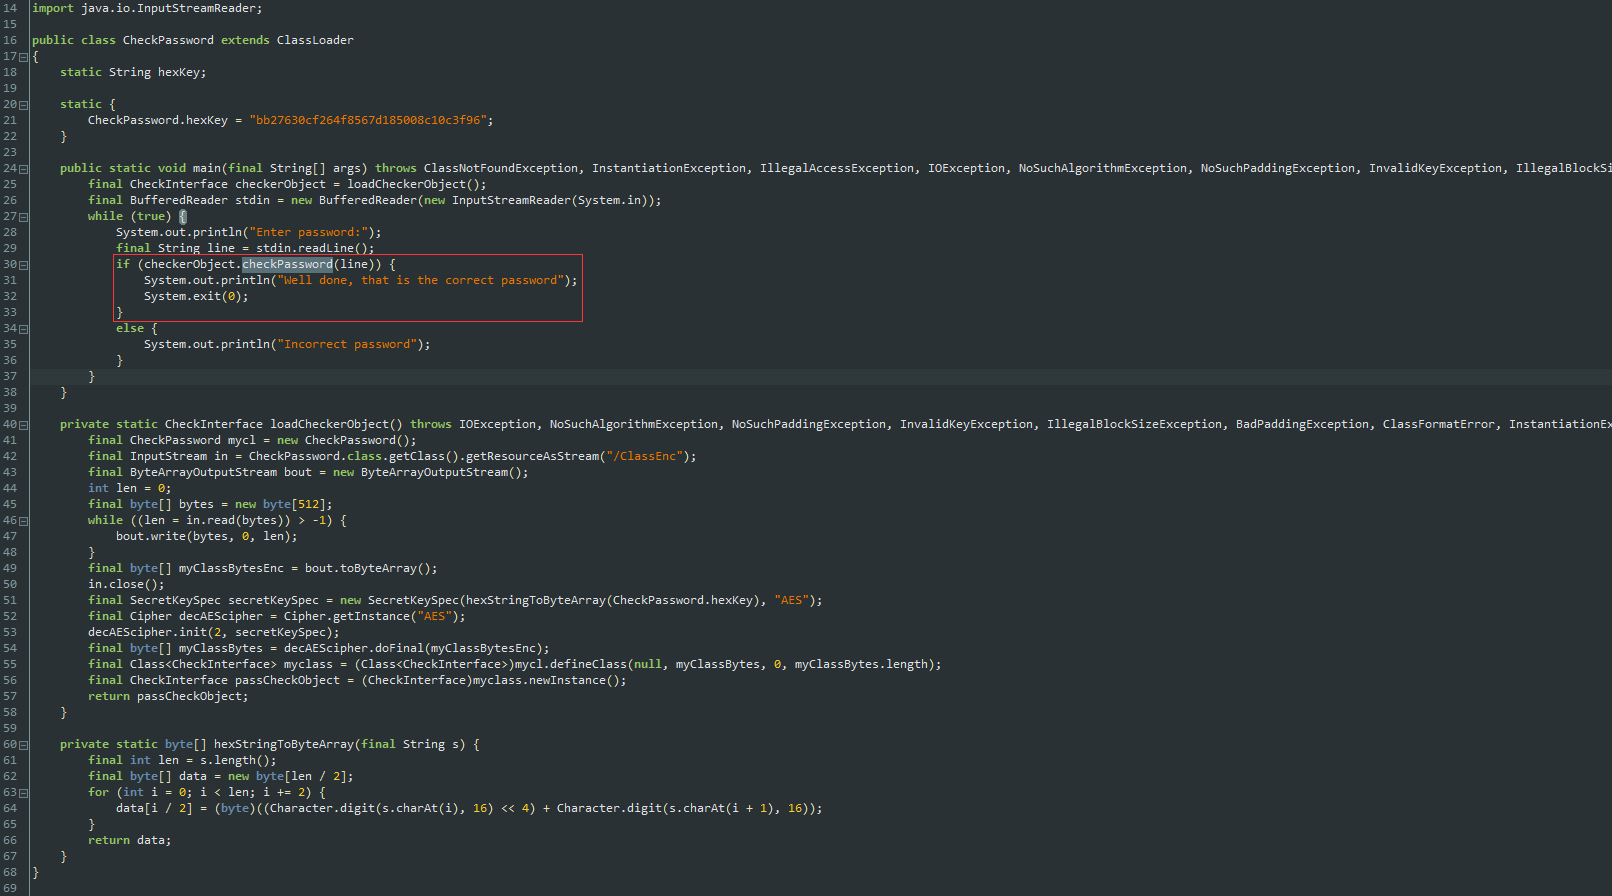 14 import java.io.InputStreamReader;
15
16 public class CheckPassword extends ClassLoader
17 {
18     static String hexKey;
19
20     static {
21         CheckPassword.hexKey = "bb27630cf264f8567d185008c10c3f96";
22     }
23
24     public static void main(final String[] args) throws ClassNotFoundException, InstantiationException, IllegalAccessException, IOException, NoSuchAlgorithmException, NoSuchPaddingException, InvalidKeyException, IllegalBlockSi
25         final CheckInterface checkerObject = loadCheckerObject();
26         final BufferedReader stdin = new BufferedReader(new InputStreamReader(System.in));
27         while (true) {
28             System.out.println("Enter password:");
29             final String line = stdin.readLine();
30             if (checkerObject.checkPassword(line)) {
31                 System.out.println("Well done, that is the correct password");
32                 System.exit(0);
33             }
34             else {
35                 System.out.println("Incorrect password");
36             }
37         }
38     }
39
40     private static CheckInterface loadCheckerObject() throws IOException, NoSuchAlgorithmException, NoSuchPaddingException, InvalidKeyException, IllegalBlockSizeException, BadPaddingException, ClassFormatError, InstantiationEx
41         final CheckPassword mycl = new CheckPassword();
42         final InputStream in = CheckPassword.class.getClass().getResourceAsStream("/ClassEnc");
43         final ByteArrayOutputStream bout = new ByteArrayOutputStream();
44         int len = 0;
45         final byte[] bytes = new byte[512];
46         while ((len = in.read(bytes)) > -1) {
47             bout.write(bytes, 0, len);
48         }
49         final byte[] myClassBytesEnc = bout.toByteArray();
50         in.close();
51         final SecretKeySpec secretKeySpec = new SecretKeySpec(hexStringToByteArray(CheckPassword.hexKey), "AES");
52         final Cipher decAEScipher = Cipher.getInstance("AES");
53         decAEScipher.init(2, secretKeySpec);
54         final byte[] myClassBytes = decAEScipher.doFinal(myClassBytesEnc);
55         final Class<CheckInterface> myclass = (Class<CheckInterface>)mycl.defineClass(null, myClassBytes, 0, myClassBytes.length);
56         final CheckInterface passCheckObject = (CheckInterface)myclass.newInstance();
57         return passCheckObject;
58     }
59
60     private static byte[] hexStringToByteArray(final String s) {
61         final int len = s.length();
62         final byte[] data = new byte[len / 2];
63         for (int i = 0; i < len; i += 2) {
64             data[i / 2] = (byte)((Character.digit(s.charAt(i), 16) << 4) + Character.digit(s.charAt(i + 1), 16));
65         }
66         return data;
67     }
68 }
69